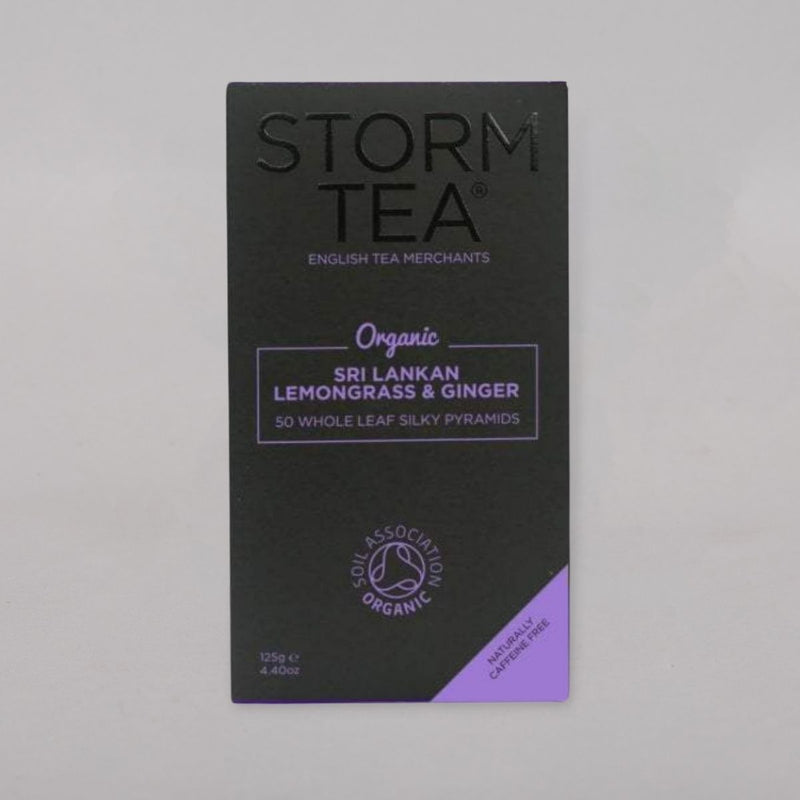 STORM
TEA®
ENGLISH TEA MERCHANTS
Organic
SRI LANKAN
LEMONGRASS & GINGER
50 WHOLE LEAF SILKY PYRAMIDS
SOIL ASSOCIATION
ORGANIC
125g ℮
4.40oz
NATURALLY
CAFFEINE FREE